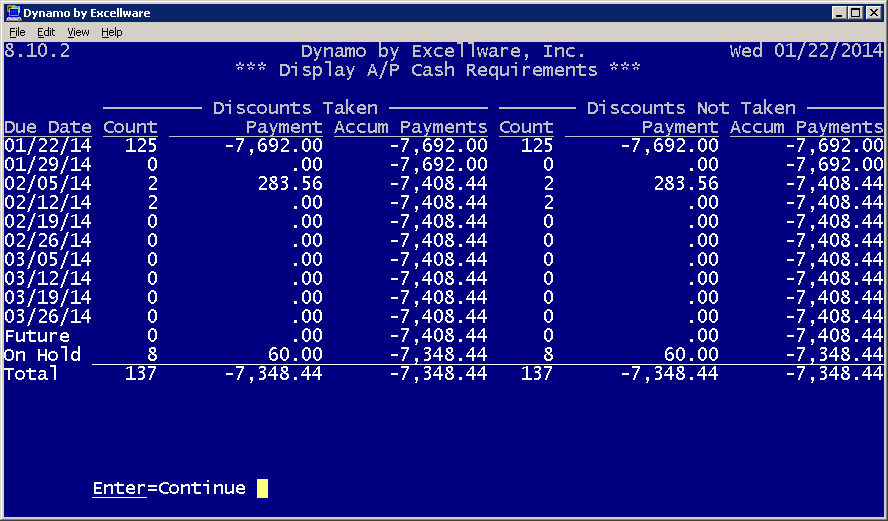 Dynamo by Excellware
File Edit View Help
8.10.2 Dynamo by Excellware, Inc. Wed 01/22/2014
*** Display A/P Cash Requirements ***
Discounts Taken Discounts Not Taken
Due Date Count Payment Accum Payments Count Payment Accum Payments
01/22/14 125 -7,692.00 -7,692.00 125 -7,692.00 -7,692.00
01/29/14 0 .00 -7,692.00 0 .00 -7,692.00
02/05/14 2 283.56 -7,408.44 2 283.56 -7,408.44
02/12/14 2 .00 -7,408.44 2 .00 -7,408.44
02/19/14 0 .00 -7,408.44 0 .00 -7,408.44
02/26/14 0 .00 -7,408.44 0 .00 -7,408.44
03/05/14 0 .00 -7,408.44 0 .00 -7,408.44
03/12/14 0 .00 -7,408.44 0 .00 -7,408.44
03/19/14 0 .00 -7,408.44 0 .00 -7,408.44
03/26/14 0 .00 -7,408.44 0 .00 -7,408.44
Future 0 .00 -7,408.44 0 .00 -7,408.44
On Hold 8 60.00 -7,348.44 8 60.00 -7,348.44
Total 137 -7,348.44 -7,348.44 137 -7,348.44 -7,348.44
Enter=Continue